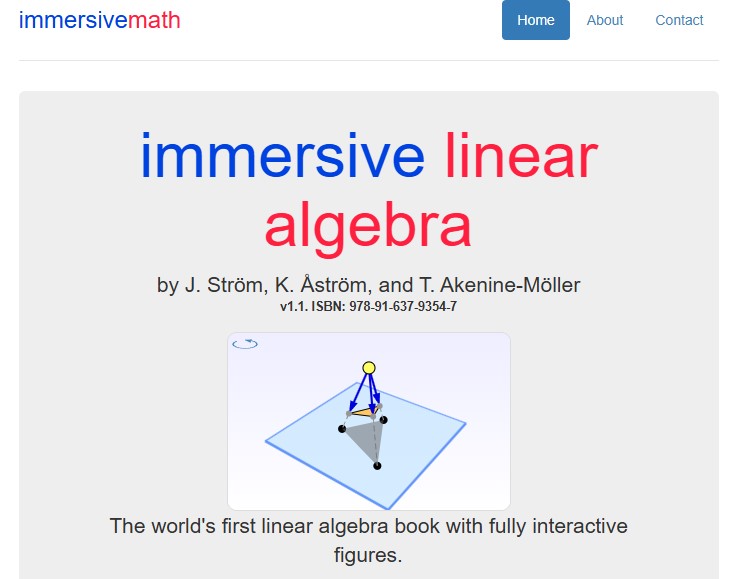 immersivemath
Home
About
Contact
immersive linear
algebra
by J. Ström, K. Åström, and T. Akenine-Möller
v1.1. ISBN: 978-91-637-9354-7
The world's first linear algebra book with fully interactive
figures.